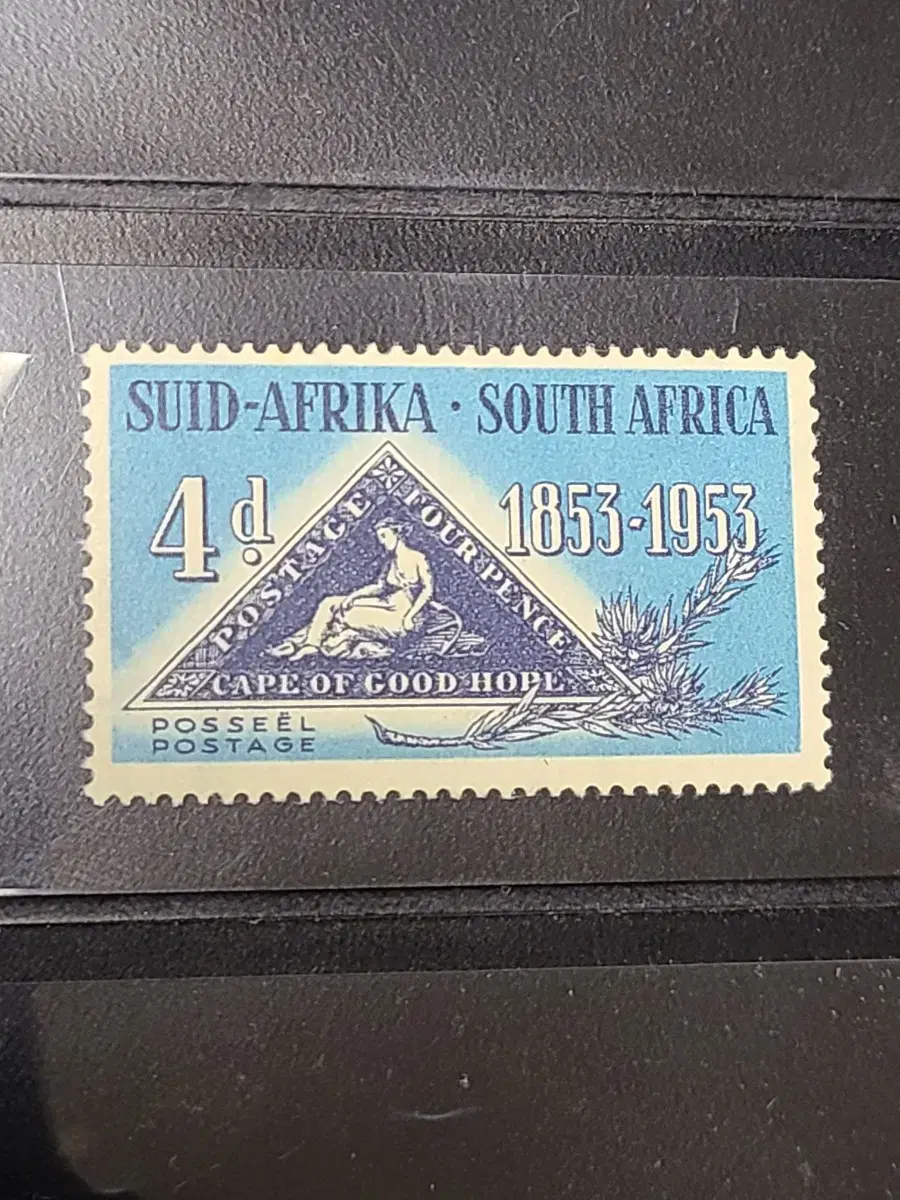 SUID-AFRIKA · SOUTH AFRICA
4d
1853-1953
POSTAGE
FOUR PENCE
CAPE OF GOOD HOPE
POSSEËL
POSTAGE